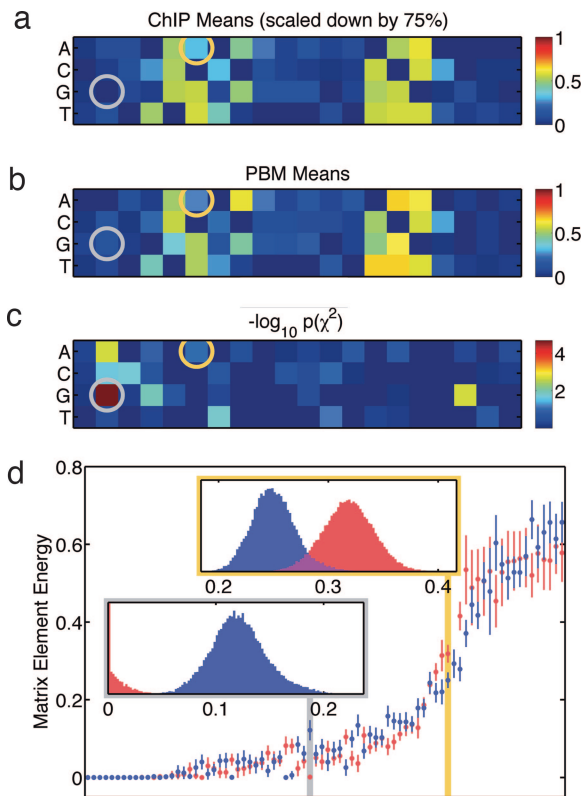 a
ChIP Means (scaled down by 75%)
A
C
G
T
1
0.5
0
b
PBM Means
A
C
G
T
1
0.5
0
c
-log10 p(χ2)
A
C
G
T
4
2
d
0.8
0.6
0.4
0.2
0
Matrix Element Energy
0.2 0.3 0.4
0 0.1 0.2